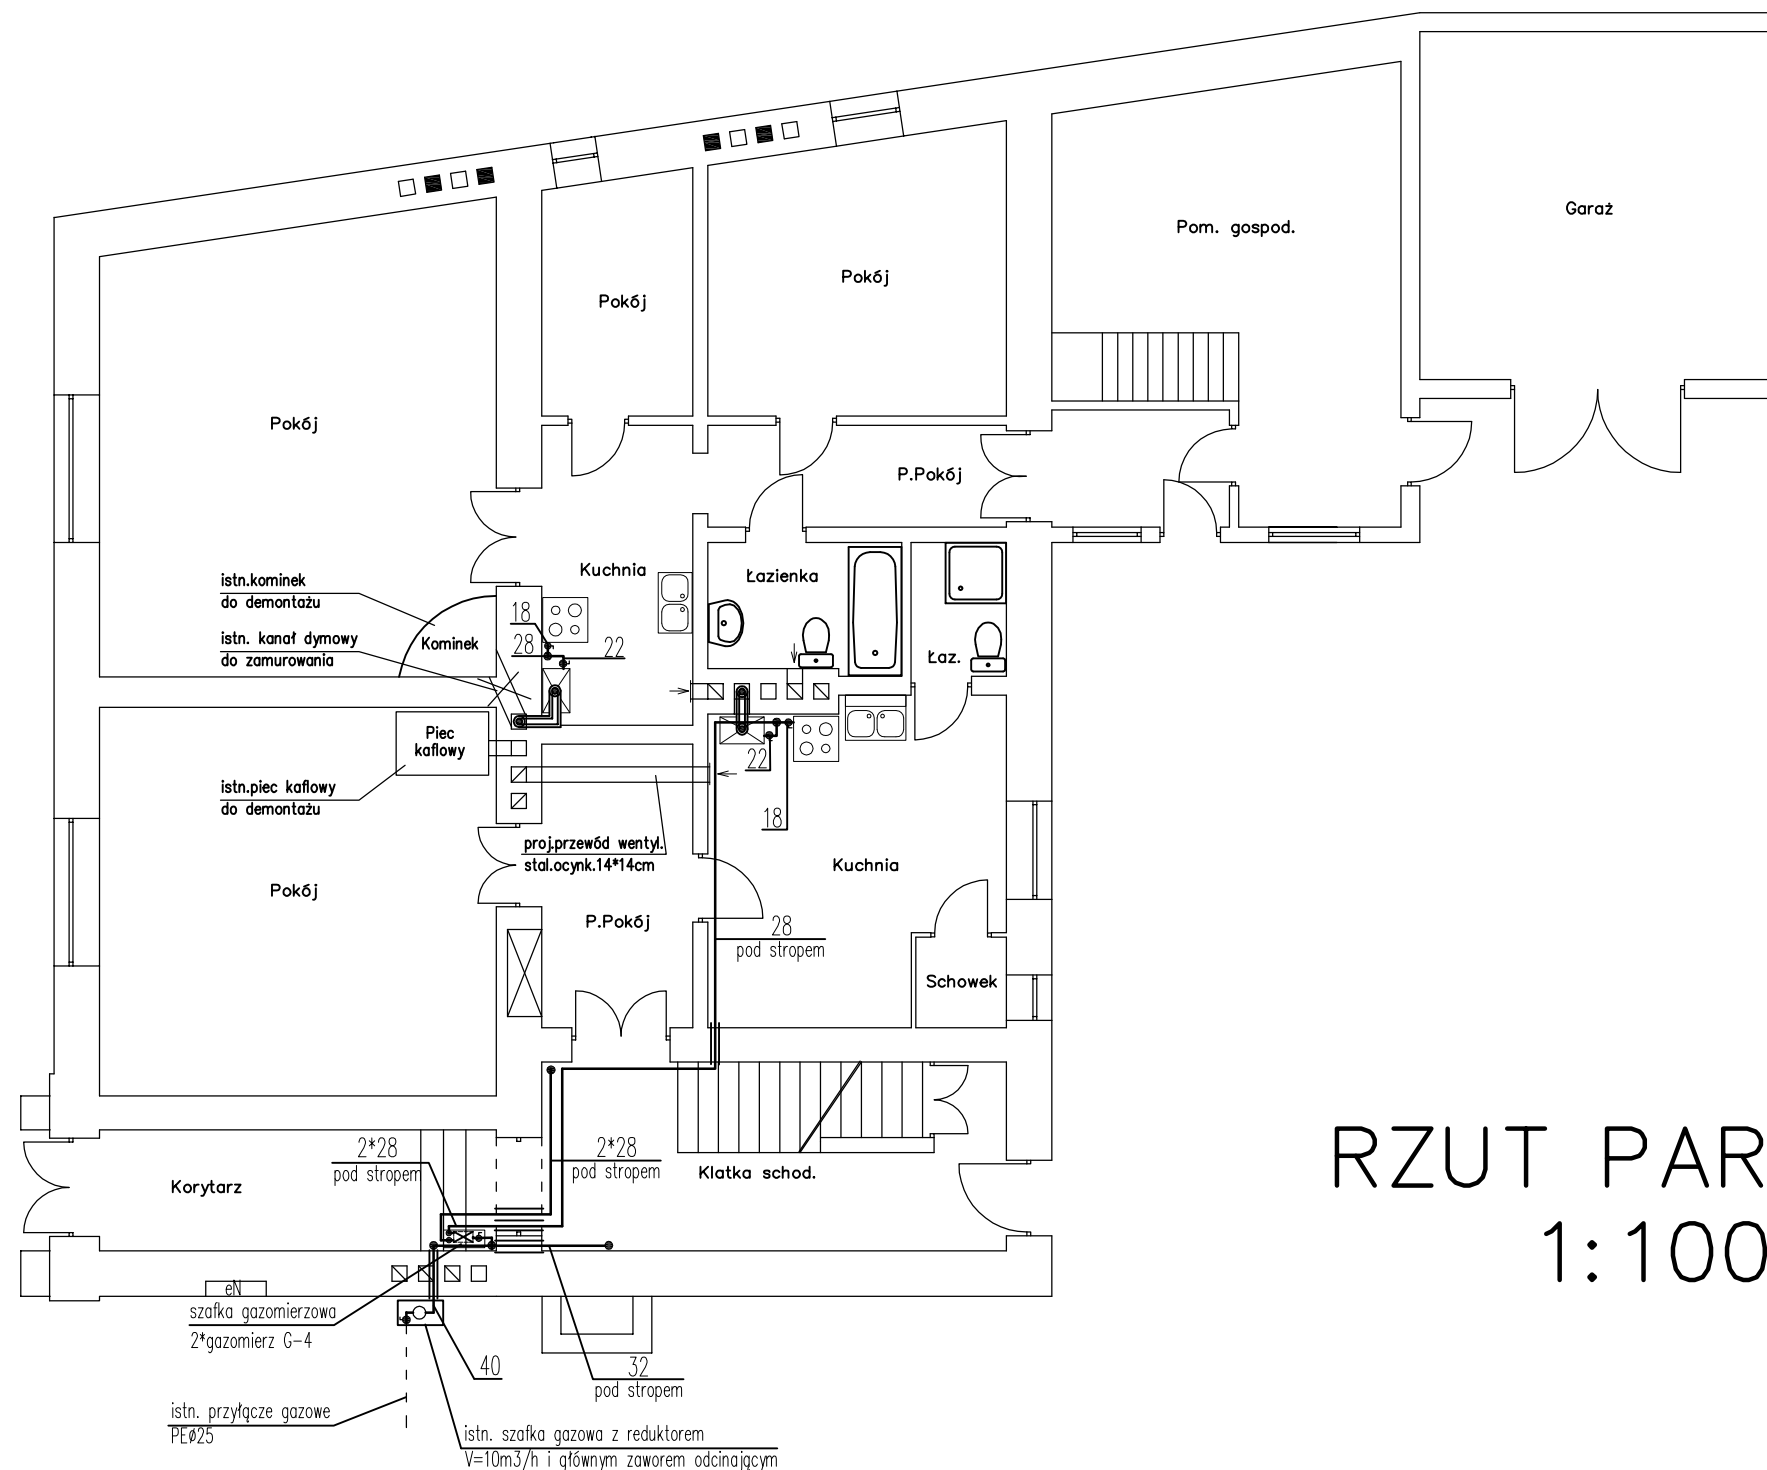 Garaż
Pom. gospod.
Pokój
Pokój
Pokój
P.Pokój
Kuchnia
Łazienka
istn.kominek
do demontażu
18
istn. kanał dymowy
do zamurowania
Kominek
28
22
Łaz.
Piec
kaflowy
22
istn.piec kaflowy
do demontażu
18
proj.przewód wentyl.
stal.ocynk.14*14cm
Kuchnia
Pokój
P.Pokój
28
pod stropem
Schowek
RZUT PAR
1:100
2*28
pod stropem
2*28
pod stropem
Klatka schod.
Korytarz
eN
szafka gazomierzowa
2*gazomierz G-4
40
32
pod stropem
istn. przyłącze gazowe
PEø25
istn. szafka gazowa z reduktorem
V=10m3/h i głównym zaworem odcinającym